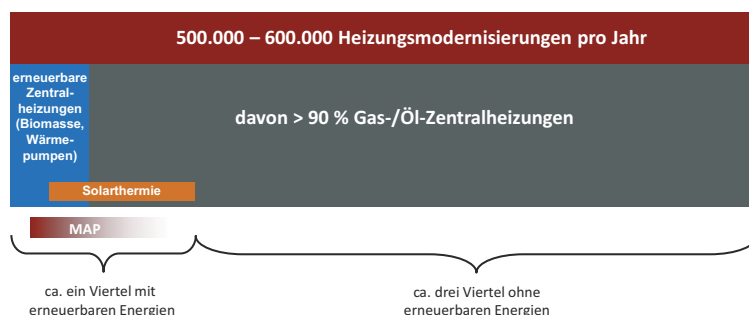 500.000 – 600.000 Heizungsmodernisierungen pro Jahr
erneuerbare
Zentral-
heizungen
(Biomasse,
Wärme-
pumpen)
davon > 90 % Gas-/Öl-Zentralheizungen
Solarthermie
MAP
ca. ein Viertel mit
erneuerbaren Energien
ca. drei Viertel ohne
erneuerbaren Energien